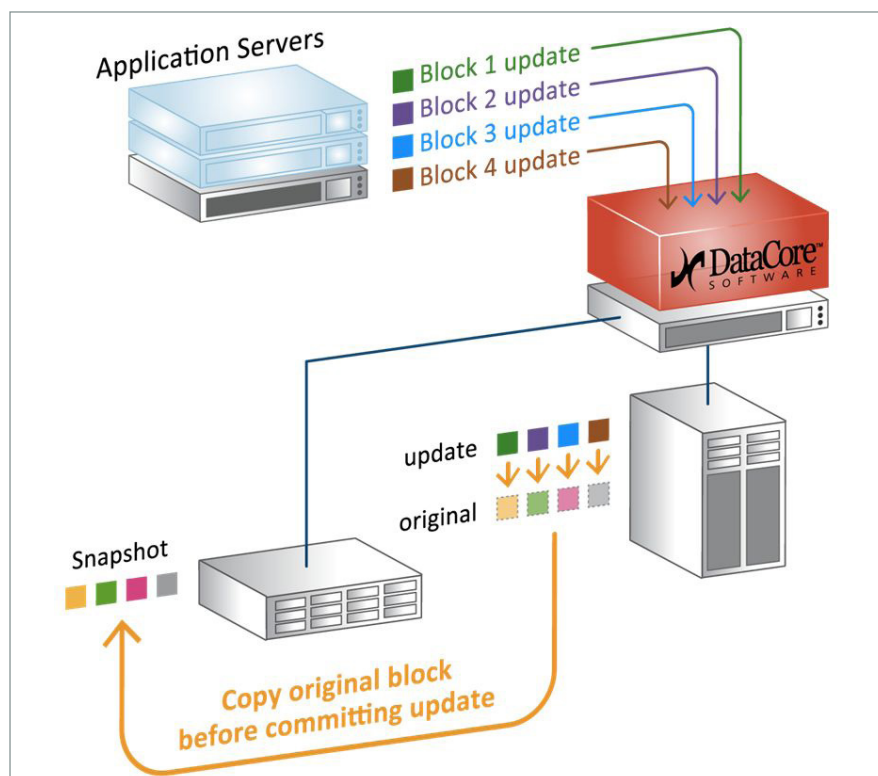 Application Servers
Block 1 update
Block 2 update
Block 3 update
Block 4 update
DataCore™
SOFTWARE
update
original
Snapshot
Copy original block
before committing update